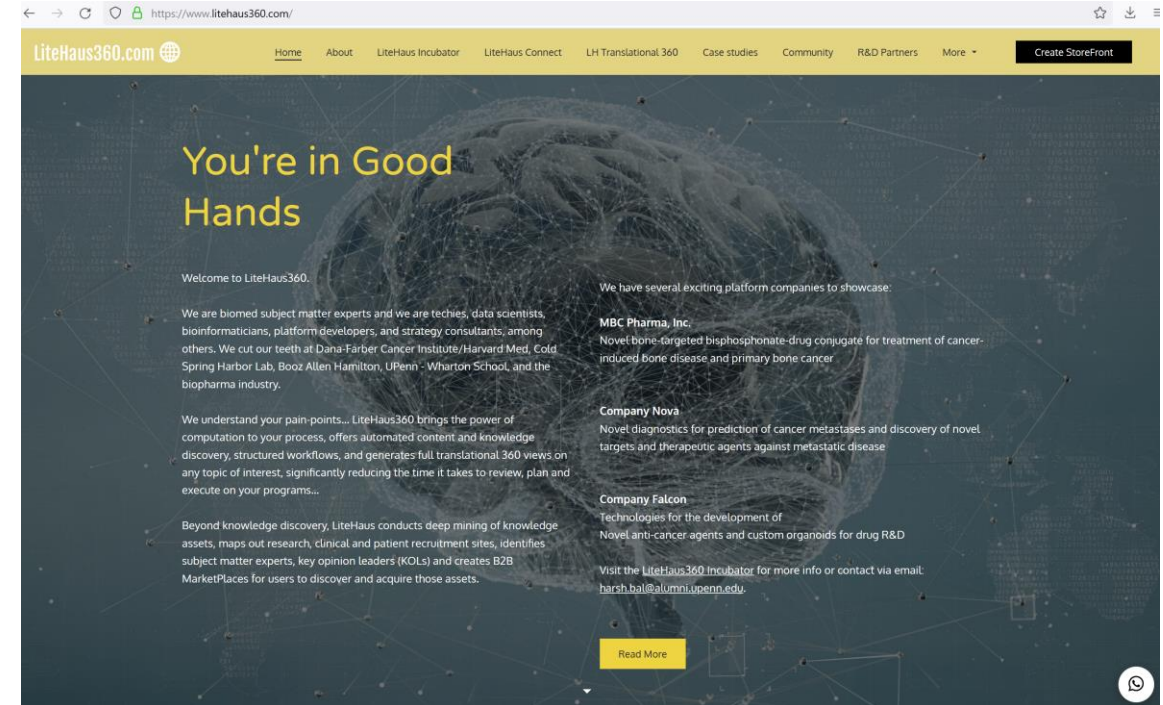 https://www.litehaus360.com/
LiteHaus360.com
Home About LiteHaus Incubator LiteHaus Connect LH Translational 360 Case studies Community R&D Partners More Create StoreFront
You're in Good
Hands
Welcome to LiteHaus360.
We are biomed subject matter experts and we are techies, data scientists,
bioinformaticians, platform developers, and strategy consultants, among
others. We cut our teeth at Dana-Farber Cancer Institute/Harvard Med, Cold
Spring Harbor Lab, Booz Allen Hamilton, UPenn - Wharton School, and the
biopharma industry.
We understand your pain-points... LiteHaus360 brings the power of
computation to your process, offers automated content and knowledge
discovery, structured workflows, and generates full translational 360 views on
any topic of interest, significantly reducing the time it takes to review, plan and
execute on your programs...
Beyond knowledge discovery, LiteHaus conducts deep mining of knowledge
assets, maps out research, clinical and patient recruitment sites, identifies
subject matter experts, key opinion leaders (KOLs) and creates B2B
MarketPlaces for users to discover and acquire those assets.
We have several exciting platform companies to showcase:
MBC Pharma, Inc.
Novel bone-targeted bisphosphonate-drug conjugate for treatment of cancer-
induced bone disease and primary bone cancer
Company Nova
Novel diagnostics for prediction of cancer metastases and discovery of novel
targets and therapeutic agents against metastatic disease
Company Falcon
Technologies for the development of
Novel anti-cancer agents and custom organoids for drug R&D
Visit the LiteHaus360 Incubator for more info or contact via email:
harsh.bal@alumni.upenn.edu.
Read More